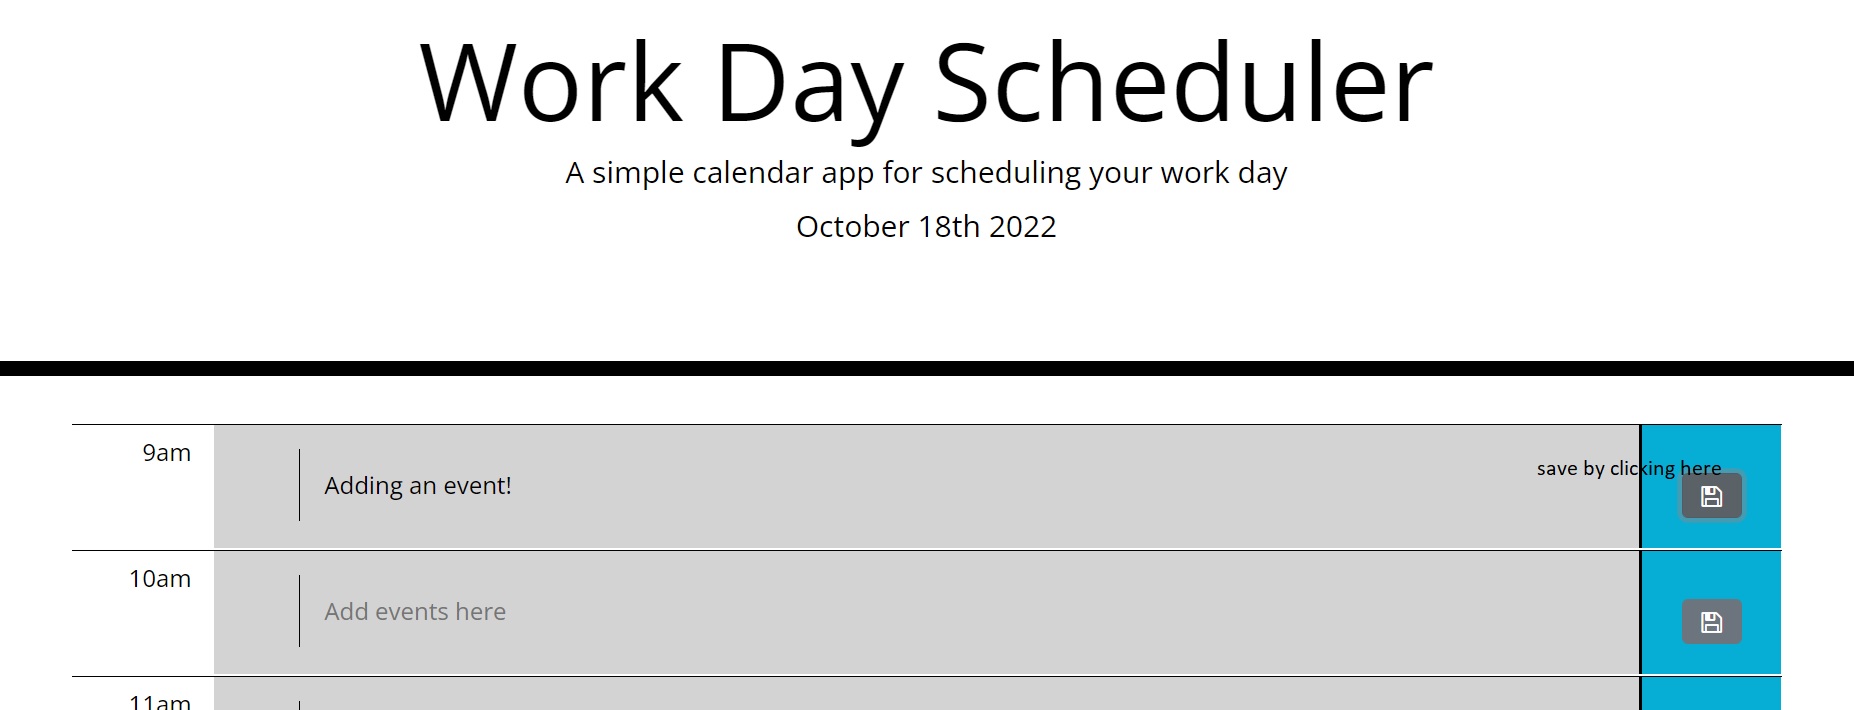 Work Day Scheduler
A simple calendar app for scheduling your work day
October 18th 2022
9am
Adding an event!
save by clicking here
10am
Add events here
11am